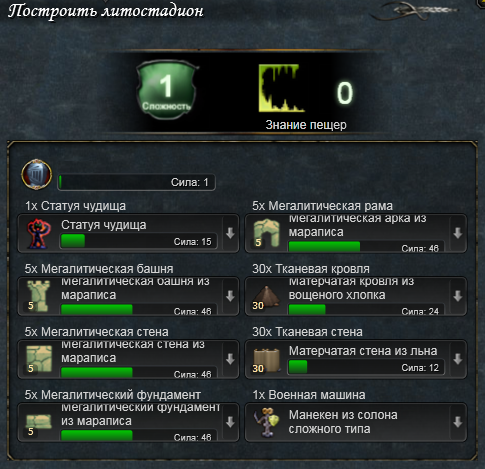 Построить литостадион
1
Сложность
0
Знание пещер
Сила: 1
1x Статуя чудища
Статуя чудища
Сила: 15
5x Мегалитическая рама
Мегалитическая арка из
мараписа
5
Сила: 46
5x Мегалитическая башня
Мегалитическая башня из
мараписа
5
Сила: 46
30x Тканевая кровля
Матерчатая кровля из
вощеного хлопка
30
Сила: 24
5x Мегалитическая стена
Мегалитическая стена из
мараписа
5
Сила: 46
30x Тканевая стена
Матерчатая стена из льна
30
Сила: 12
5x Мегалитический фундамент
Мегалитический фундамент
из мараписа
5
Сила: 46
1x Военная машина
Манекен из солона
сложного типа